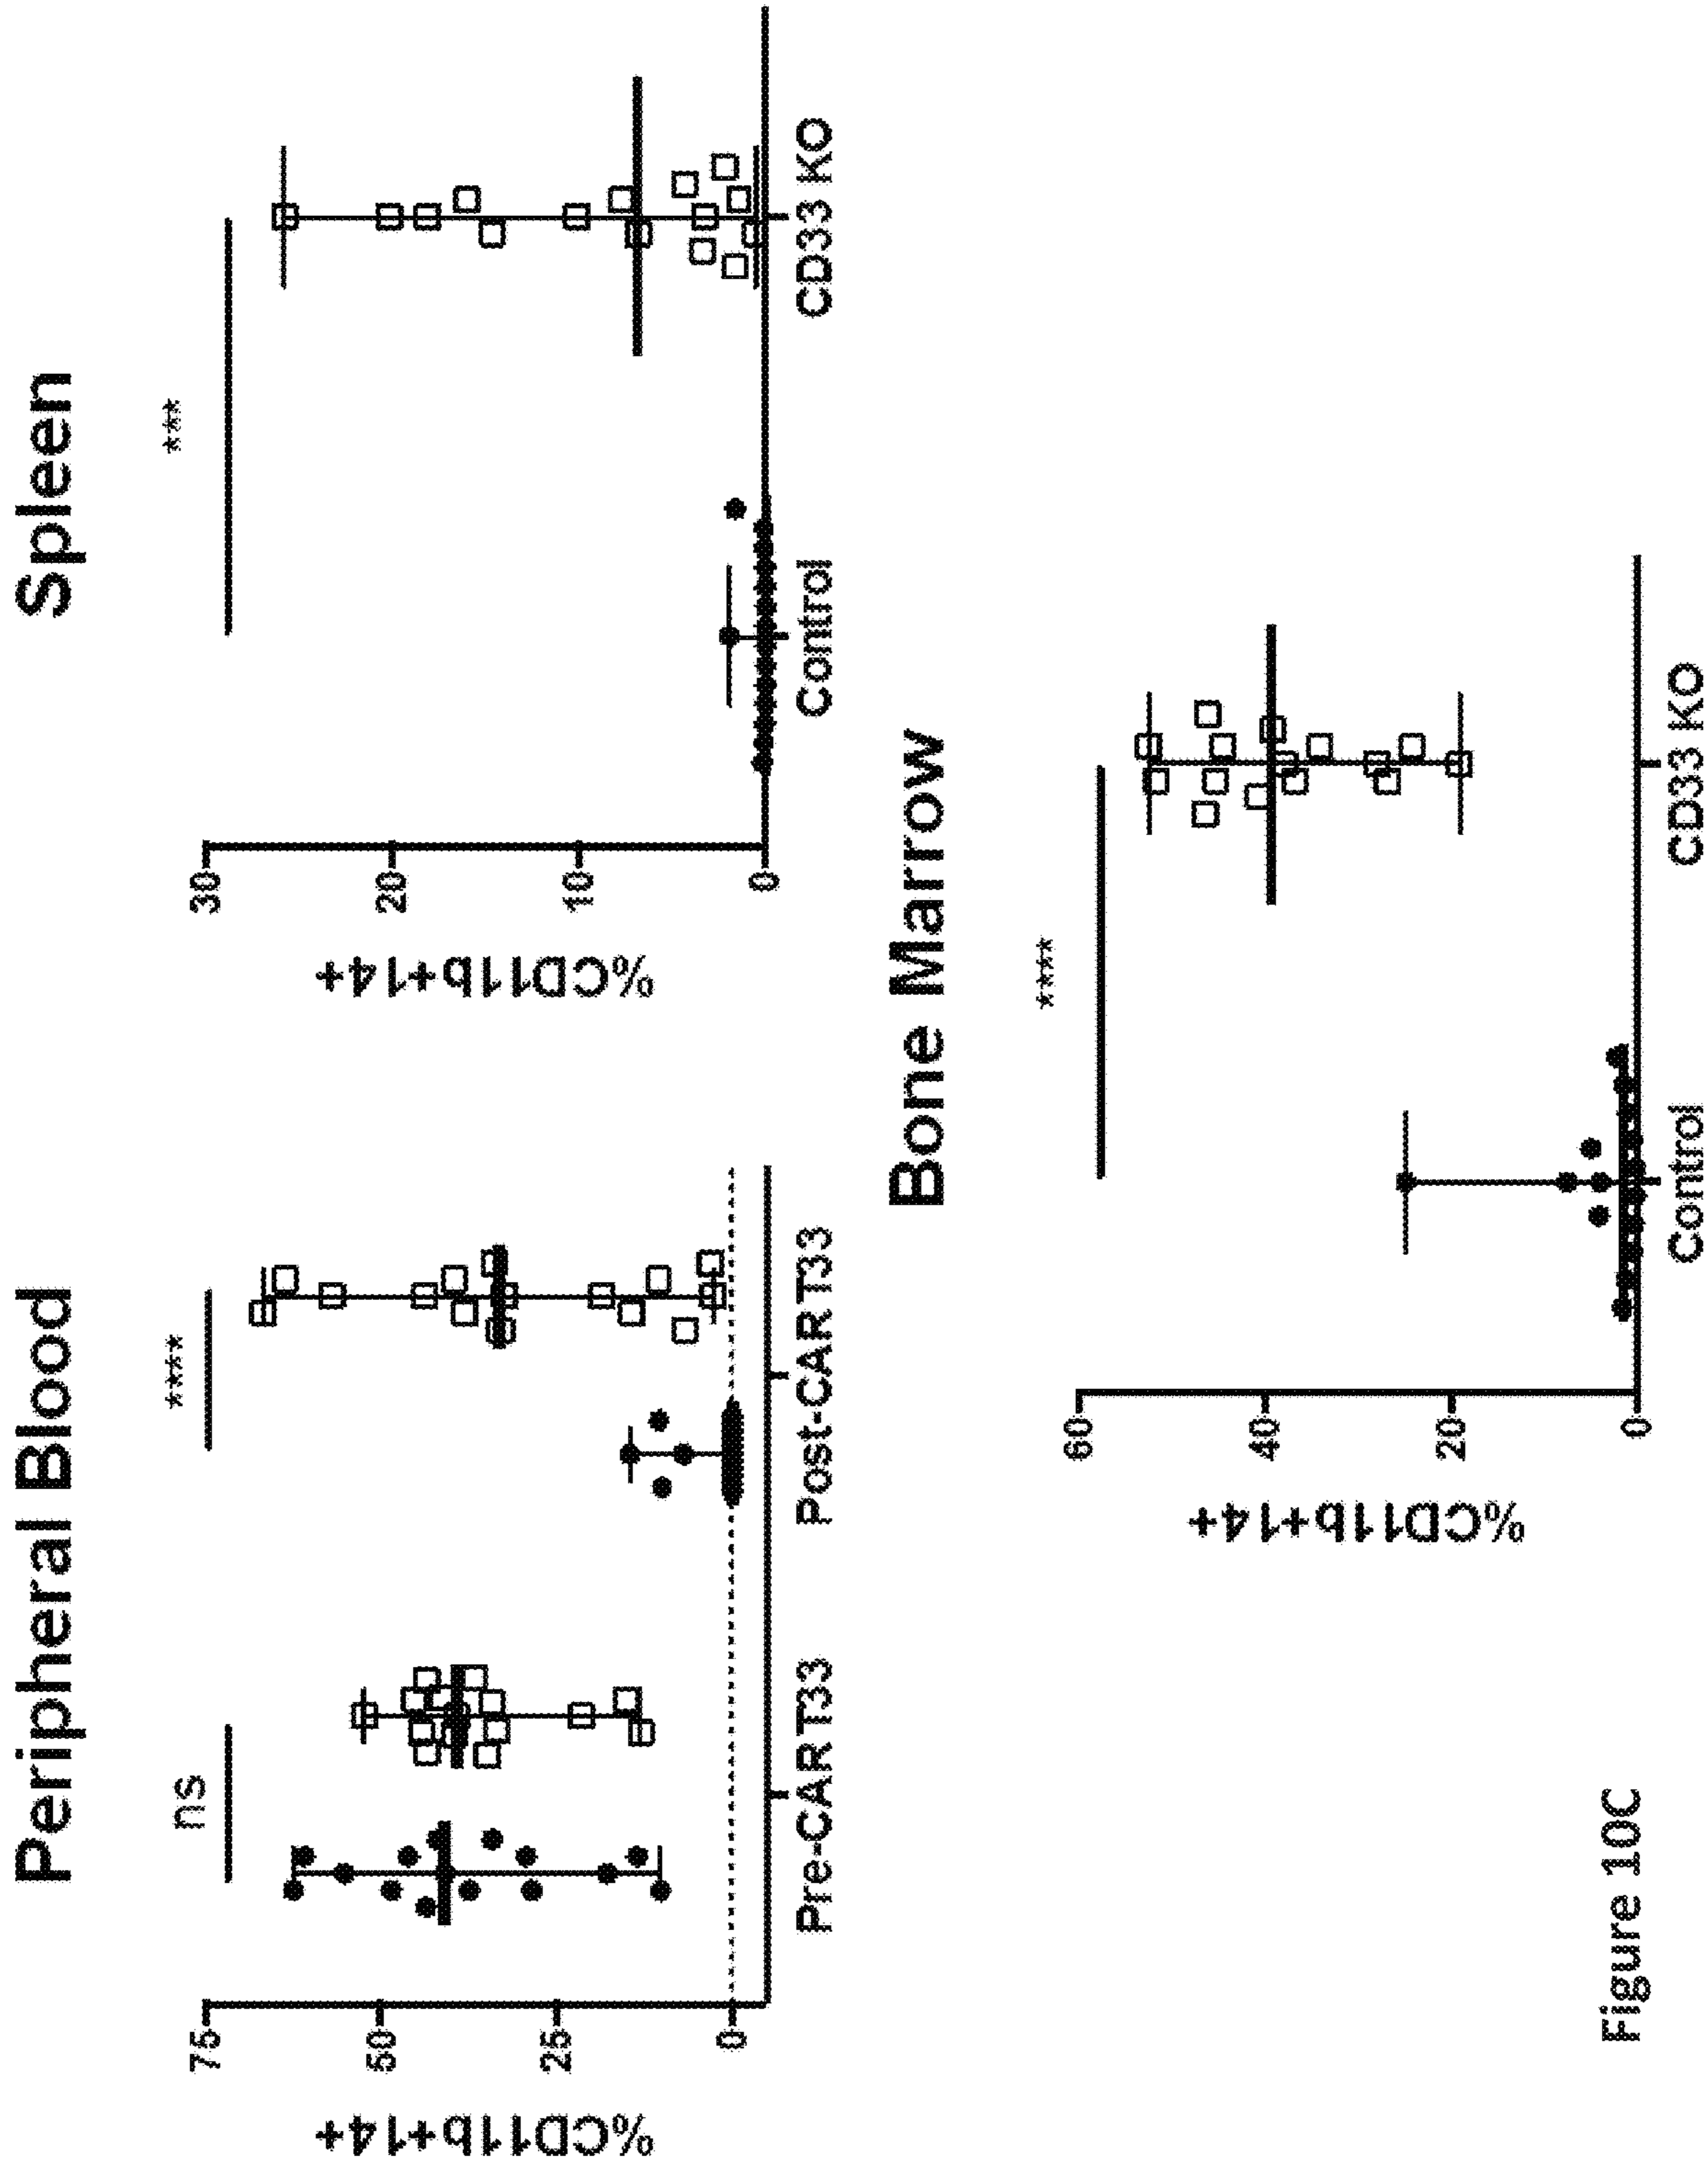 Peripheral Blood
%CD11b+14+
75
50
25
0
ns
****
Pre-CART33
Post-CART33
Spleen
%CD11b+14+
30
20
10
0
***
Control
CD33 KO
Bone Marrow
%CD11b+14+
60
40
20
0
****
Control
CD33 KO
Figure 10C